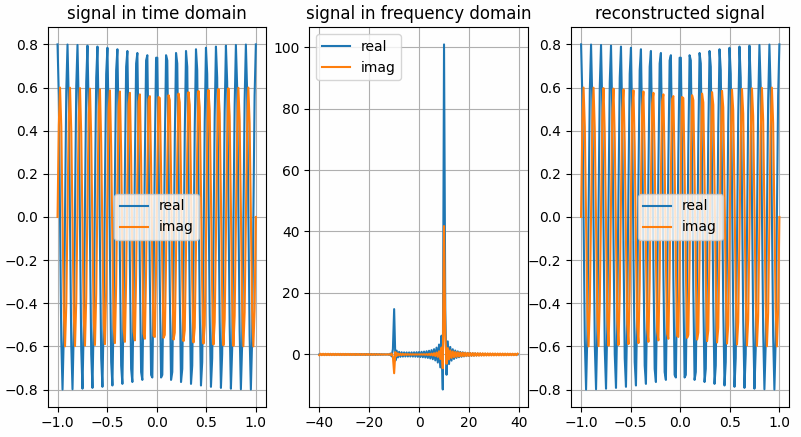 signal in time domain
0.8
0.6
0.4
0.2
0.0
−0.2
−0.4
−0.6
−0.8
−1.0 −0.5 0.0 0.5 1.0
real
imag
signal in frequency domain
100
80
60
40
20
0
−40 −20 0 20 40
real
imag
reconstructed signal
0.8
0.6
0.4
0.2
0.0
−0.2
−0.4
−0.6
−0.8
−1.0 −0.5 0.0 0.5 1.0
real
imag